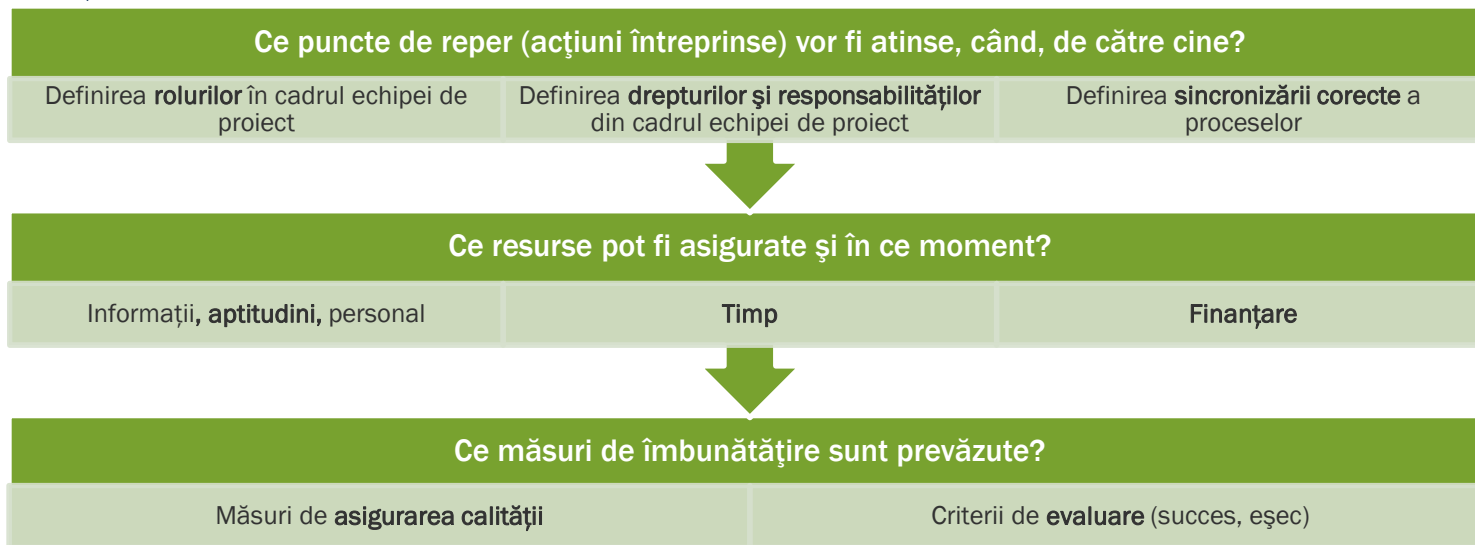 Ce puncte de reper (acţiuni întreprinse) vor fi atinse, când, de către cine?
Definirea rolurilor în cadrul echipei de
proiect
Definirea drepturilor şi responsabilităţilor
din cadrul echipei de proiect
Definirea sincronizării corecte a
proceselor
Ce resurse pot fi asigurate şi în ce moment?
Informații, aptitudini, personal
Timp
Finanţare
Ce măsuri de îmbunătăţire sunt prevăzute?
Măsuri de asigurarea calităţii
Criterii de evaluare (succes, eşec)